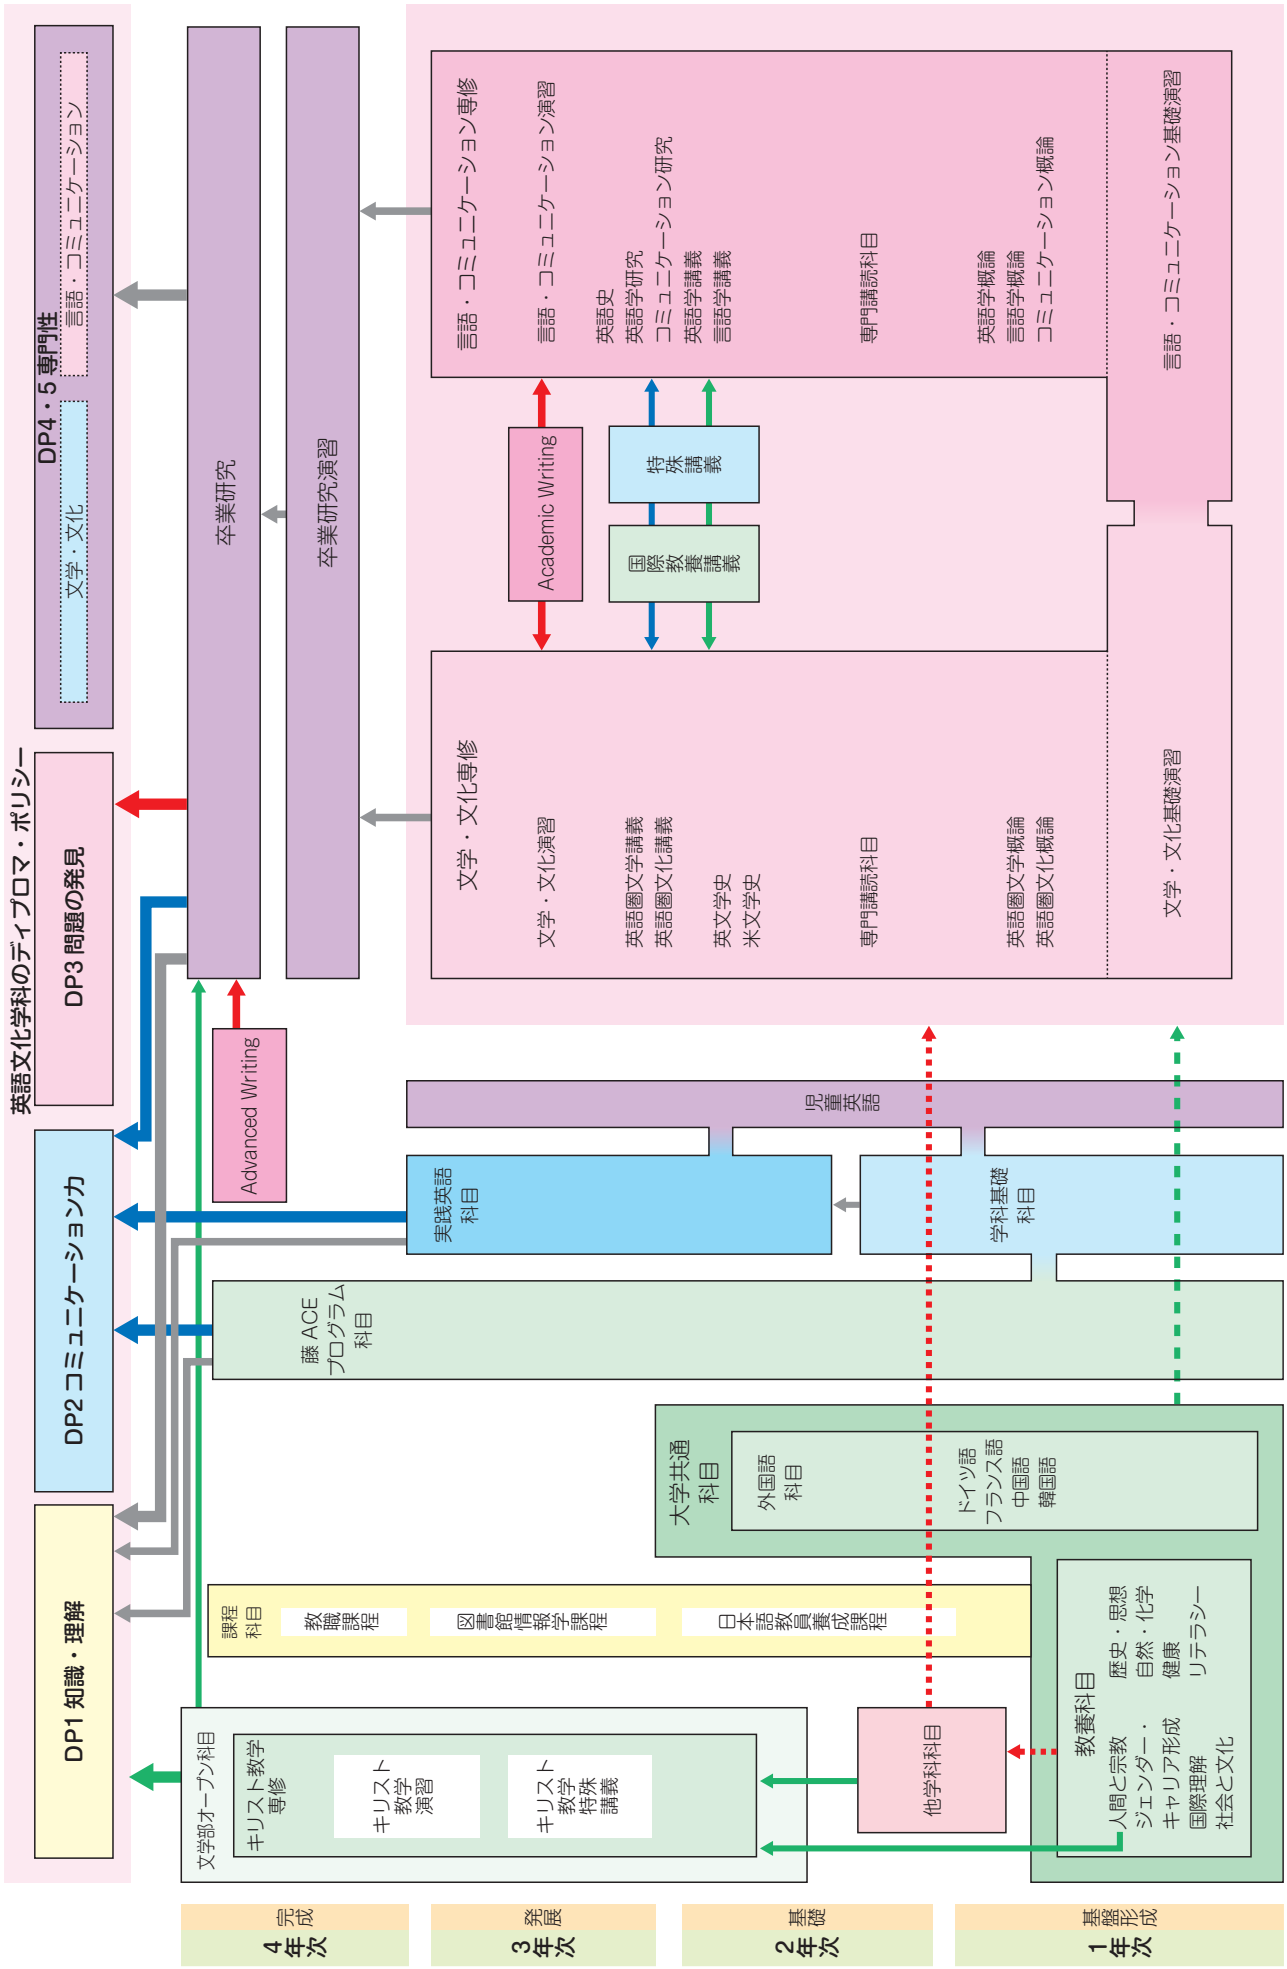 英語文化学科のディプロマ・ポリシー
DP1 知識・理解
DP2 コミュニケーション力
DP3 問題の発見
DP4・5 専門性
文学・文化
言語・コミュニケーション
4年次
完成
3年次
発展
2年次
基礎
1年次
基盤形成
文学部オープン科目
キリスト教学
専修
キリスト
教学
演習
キリスト
教学
特殊
講義
他学科科目
課程
科目
教職課程
図書館情報学課程
日本語教員養成課程
大学共通
科目
外国語
科目
ドイツ語
フランス語
中国語
韓国語
教養科目
人間と宗教
ジェンダー・
キャリア形成
国際理解
社会と文化
歴史・思想
自然・化学
健康
リテラシー
藤 ACE
プログラム
科目
実践英語
科目
学科基礎
科目
児童英語
Advanced Writing
卒業研究
卒業研究演習
文学・文化専修
文学・文化演習
英語圏文学講義
英語圏文化講義
英文学史
米文学史
専門講読科目
英語圏文学概論
英語圏文化概論
文学・文化基礎演習
Academic Writing
国際教養講義
特殊講義
言語・コミュニケーション専修
言語・コミュニケーション演習
英語史
英語学研究
コミュニケーション研究
英語学講義
言語学講義
専門講読科目
英語学概論
言語学概論
コミュニケーション概論
言語・コミュニケーション基礎演習